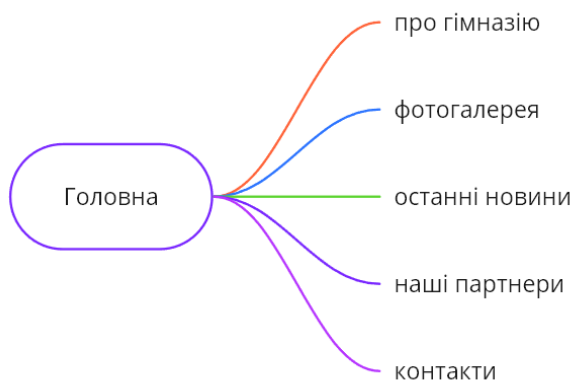 Головна
про гімназію
фотогалерея
останні новини
наші партнери
контакти